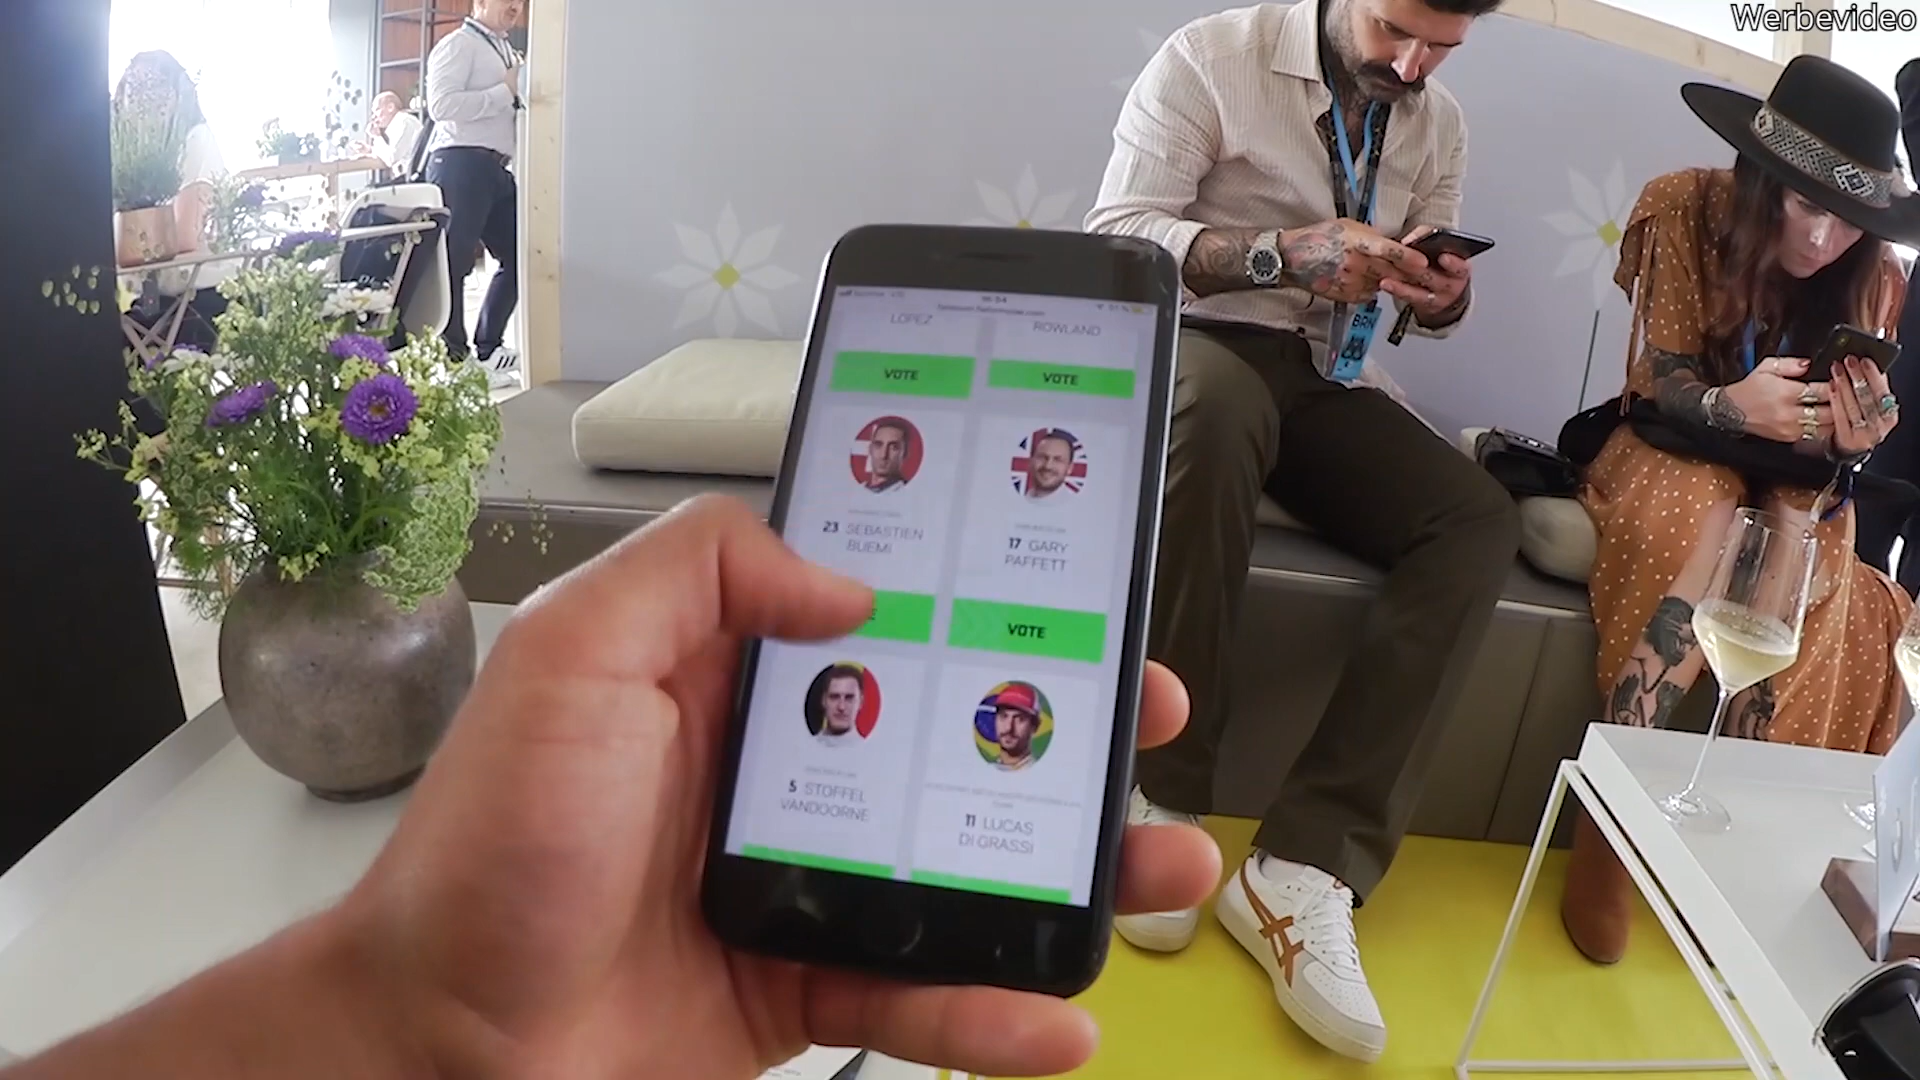 Werbevideo
LOPEZ
ROWLAND
VOTE
VOTE
23 SEBASTIEN
BUEMI
17 GARY
PAFFETT
VOTE
5 STOFFEL
VANDOORNE
11 LUCAS
DI GRASSI
BRN